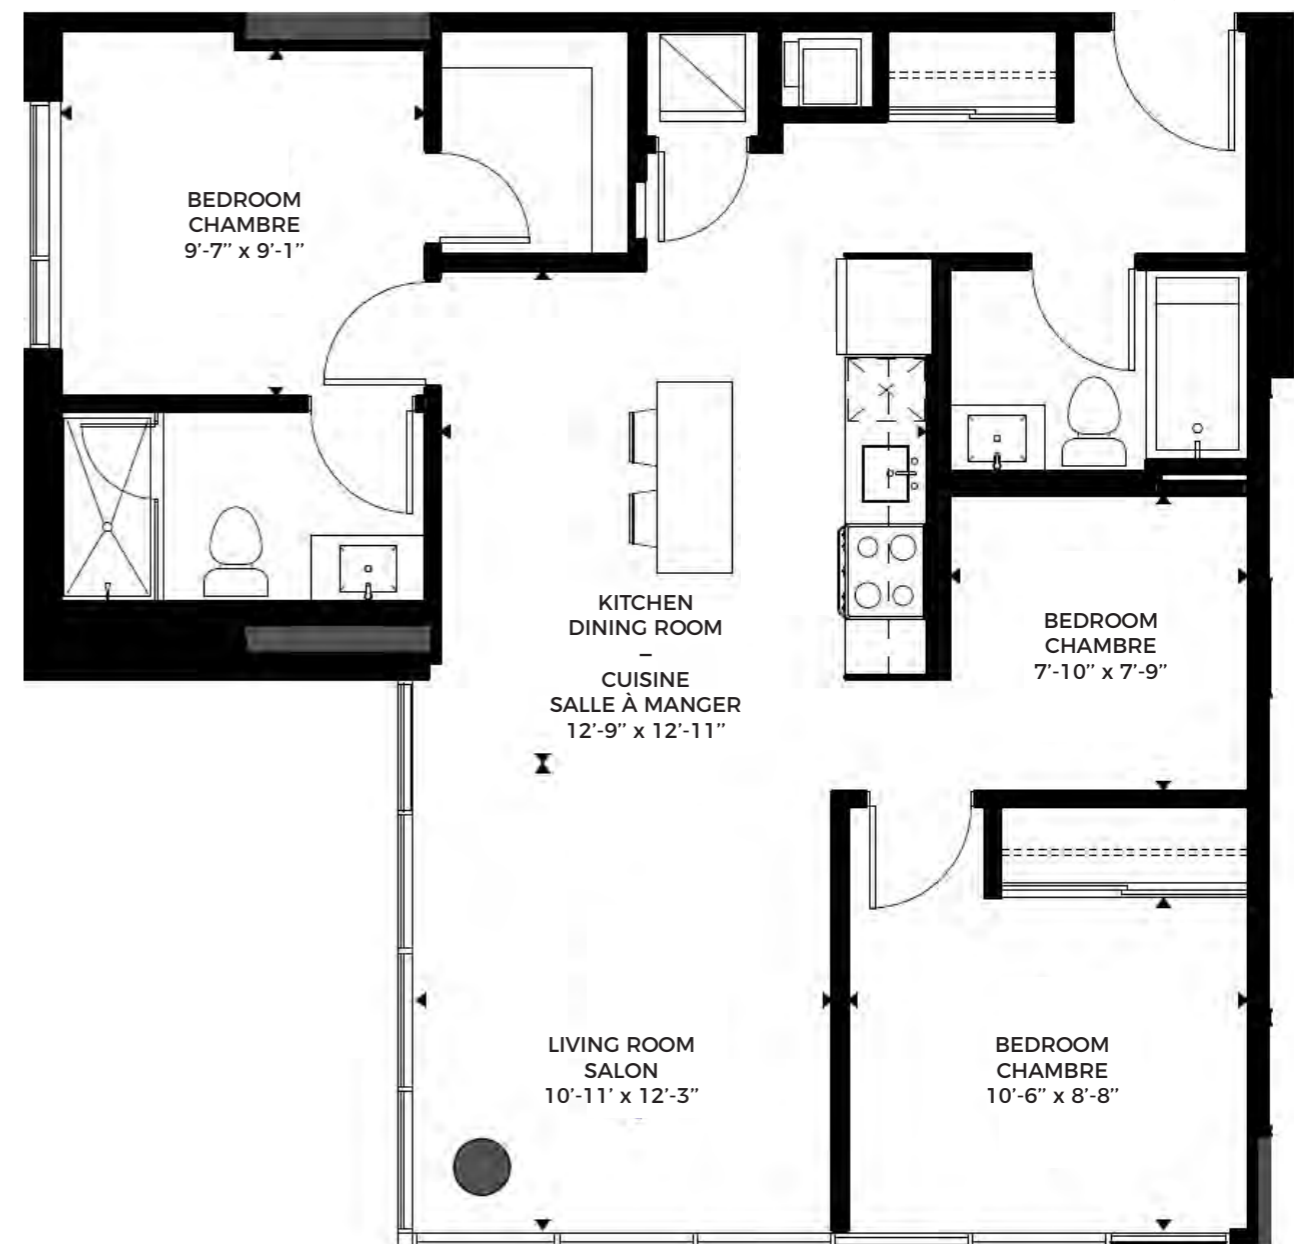 BEDROOM
CHAMBRE
9’-7” x 9’-1”
KITCHEN
DINING ROOM
–
CUISINE
SALLE À MANGER
12’-9” x 12’-11”
BEDROOM
CHAMBRE
7’-10” x 7’-9”
LIVING ROOM
SALON
10’-11’ x 12’-3”
BEDROOM
CHAMBRE
10’-6” x 8’-8”